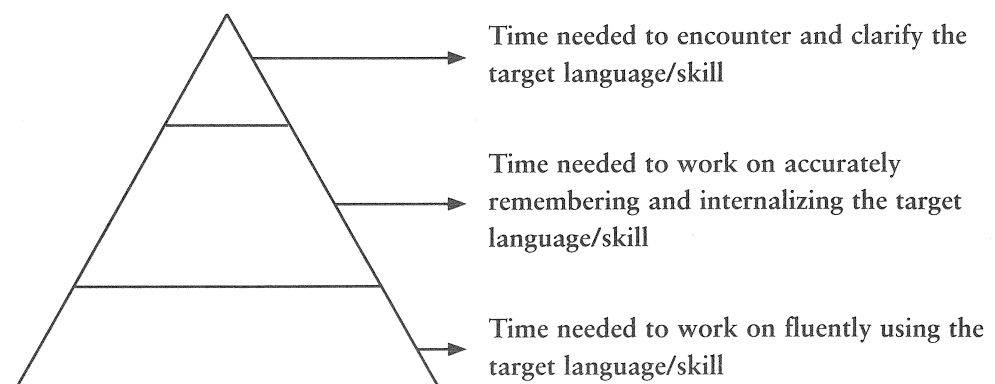 Time needed to encounter and clarify the
target language/skill
Time needed to work on accurately
remembering and internalizing the target
language/skill
Time needed to work on fluently using the
target language/skill